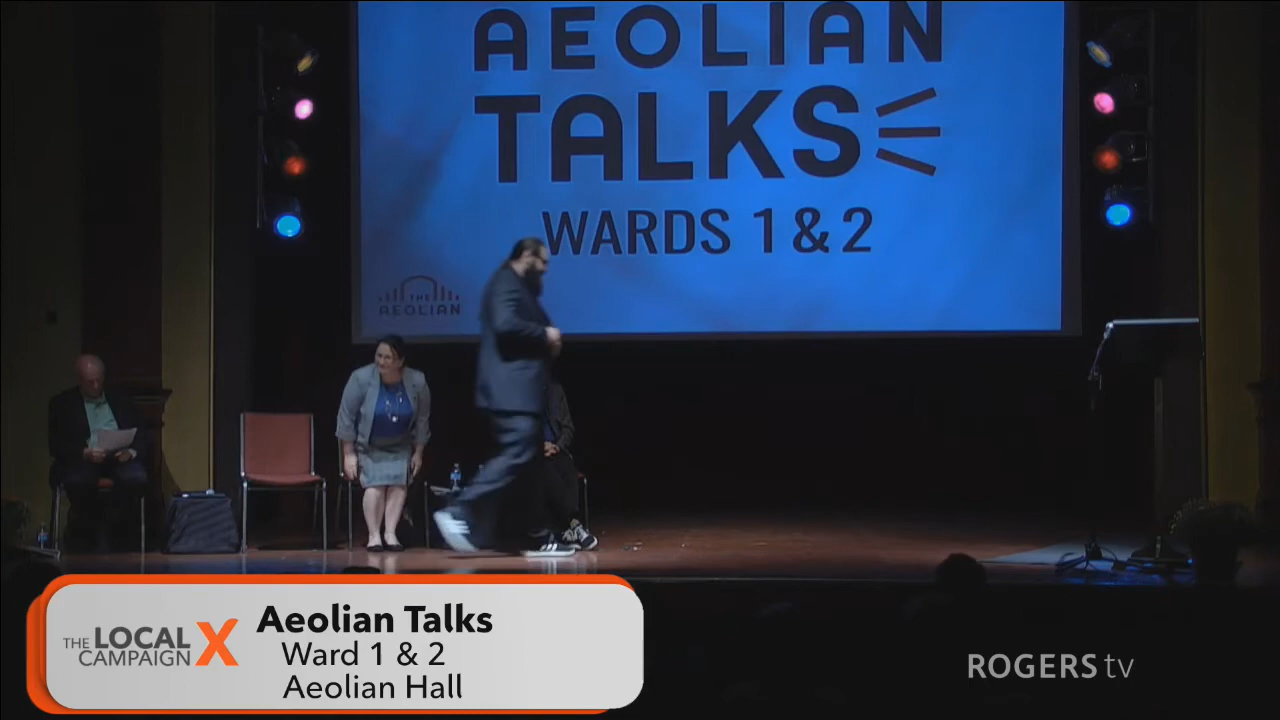 AEOLIAN
TALKS
WARDS 1 & 2
THE
AEOLIAN
THE LOCAL
CAMPAIGN X
Aeolian Talks
Ward 1 & 2
Aeolian Hall
ROGERS tv